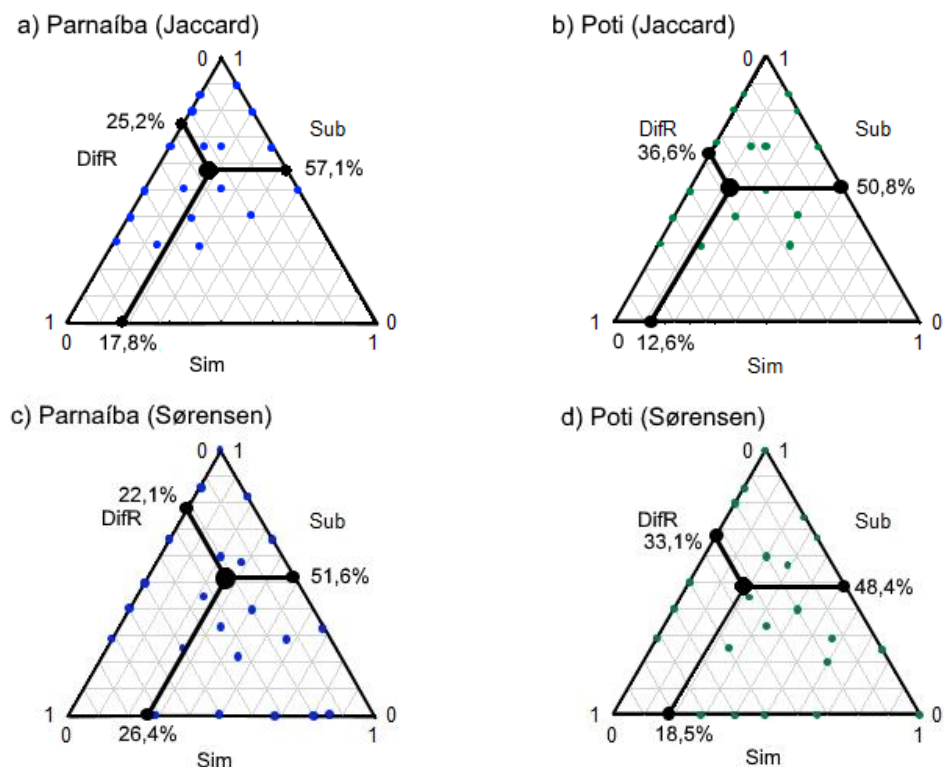 a) Parnaíba (Jaccard)
0 1
25,2%
DifR
Sub
57,1%
1 0
0 1
17,8%
Sim
b) Poti (Jaccard)
0 1
DifR
36,6%
Sub
50,8%
1 0
0 1
12,6%
Sim
c) Parnaíba (Sørensen)
0 1
22,1%
DifR
Sub
51,6%
1 0
0 1
26,4%
Sim
d) Poti (Sørensen)
0 1
DifR
33,1%
Sub
48,4%
1 0
0 1
18,5%
Sim